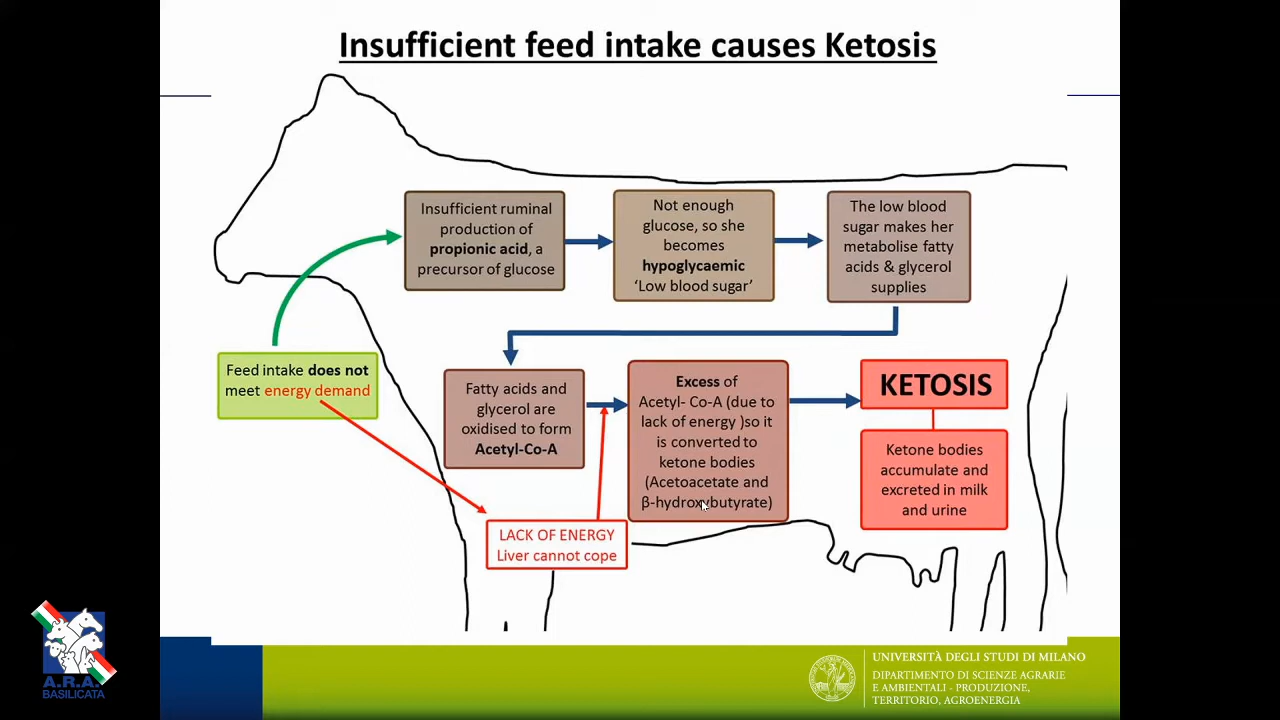 Insufficient feed intake causes Ketosis
Insufficient ruminal
production of
propionic acid, a
precursor of glucose
Not enough
glucose, so she
becomes
hypoglycaemic
‘Low blood sugar’
The low blood
sugar makes her
metabolise fatty
acids & glycerol
supplies
Feed intake does not
meet energy demand
Fatty acids and
glycerol are
oxidised to form
Acetyl-Co-A
Excess of
Acetyl- Co-A (due to
lack of energy )so it
is converted to
ketone bodies
(Acetoacetate and
β-hydroxybutyrate)
KETOSIS
Ketone bodies
accumulate and
excreted in milk
and urine
LACK OF ENERGY
Liver cannot cope
A.R.A.
BASILICATA
UNIVERSITÀ DEGLI STUDI DI MILANO
DIPARTIMENTO DI SCIENZE AGRARIE
E AMBIENTALI - PRODUZIONE,
TERRITORIO, AGROENERGIA